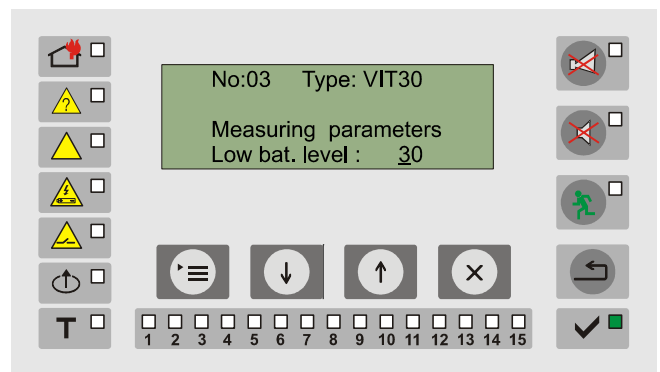 No:03 Type: VIT30
Measuring parameters
Low bat. level : 30
?
T
1 2 3 4 5 6 7 8 9 10 11 12 13 14 15